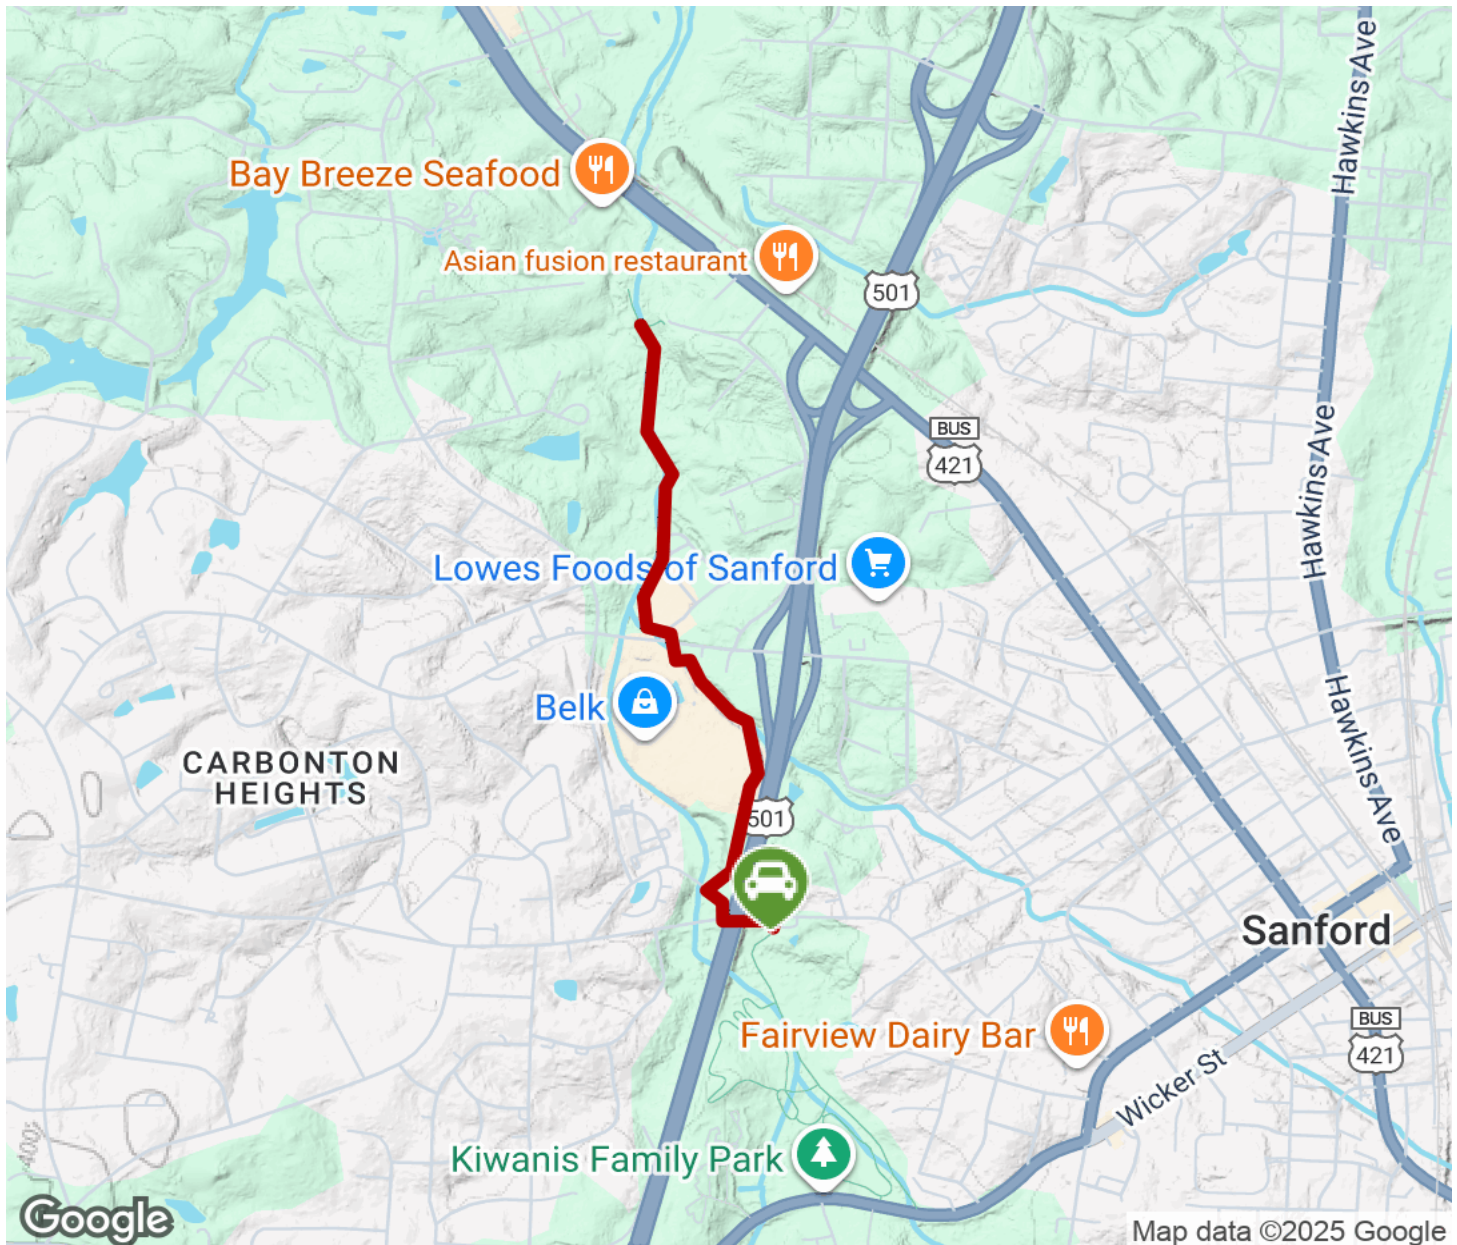 Hawkins Ave
Bay Breeze Seafood
Asian fusion restaurant
501
BUS
421
Hawkins Ave
Lowes Foods of Sanford
Belk
Hawkins Ave
CARBONTON
HEIGHTS
501
Sanford
BUS
421
Fairview Dairy Bar
Wicker St
400
Kiwanis Family Park
Google
Map data ©2025 Google